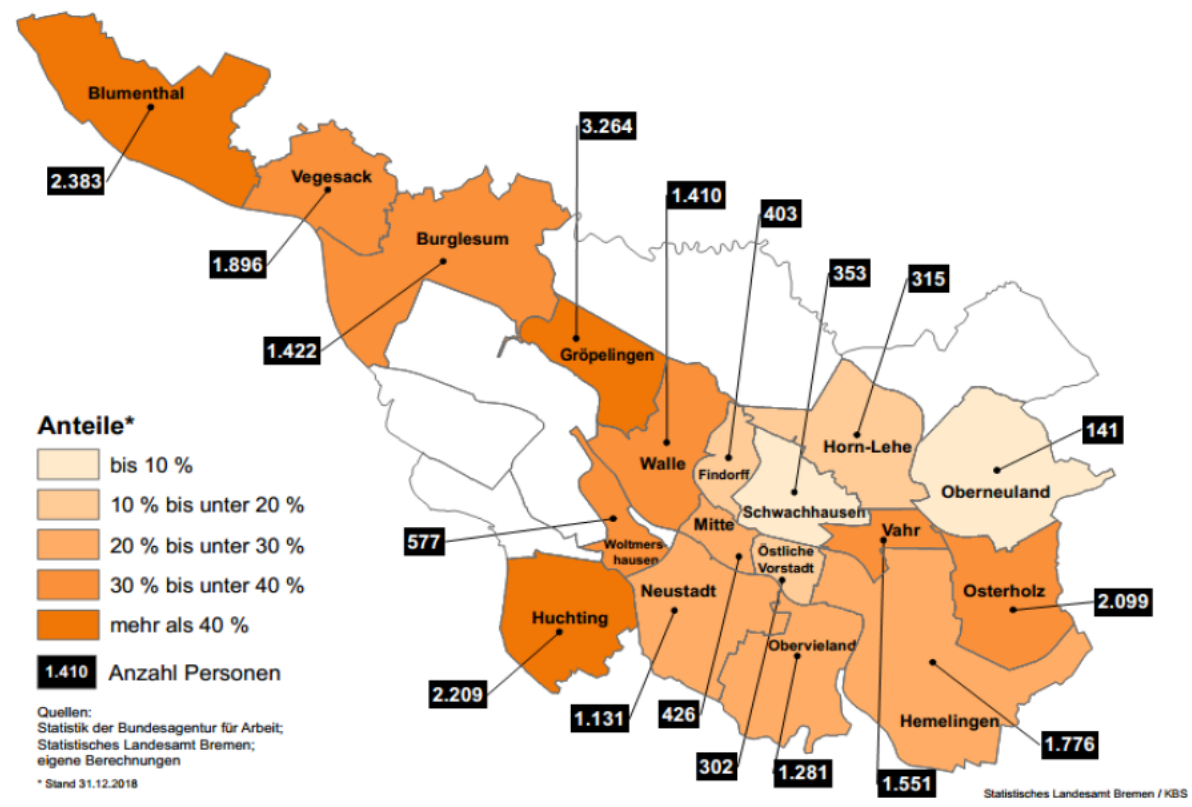 Blumenthal
2.383
Vegesack
1.896
Burglesum
1.422
3.264
Gröpelingen
1.410
Walle
403
Findorff
353
Schwachhausen
315
Horn-Lehe
141
Oberneuland
Mitte
426
Östliche
Vorstadt
302
Vahr
1.551
Osterholz
2.099
577
Woltmers
hausen
Neustadt
1.131
Huchting
2.209
Obervieland
1.281
Hemelingen
1.776
Anteile*
bis 10 %
10 % bis unter 20 %
20 % bis unter 30 %
30 % bis unter 40 %
mehr als 40 %
1.410 Anzahl Personen
Quellen:
Statistik der Bundesagentur für Arbeit;
Statistisches Landesamt Bremen;
eigene Berechnungen
* Stand 31.12.2018
Statistisches Landesamt Bremen / KBS